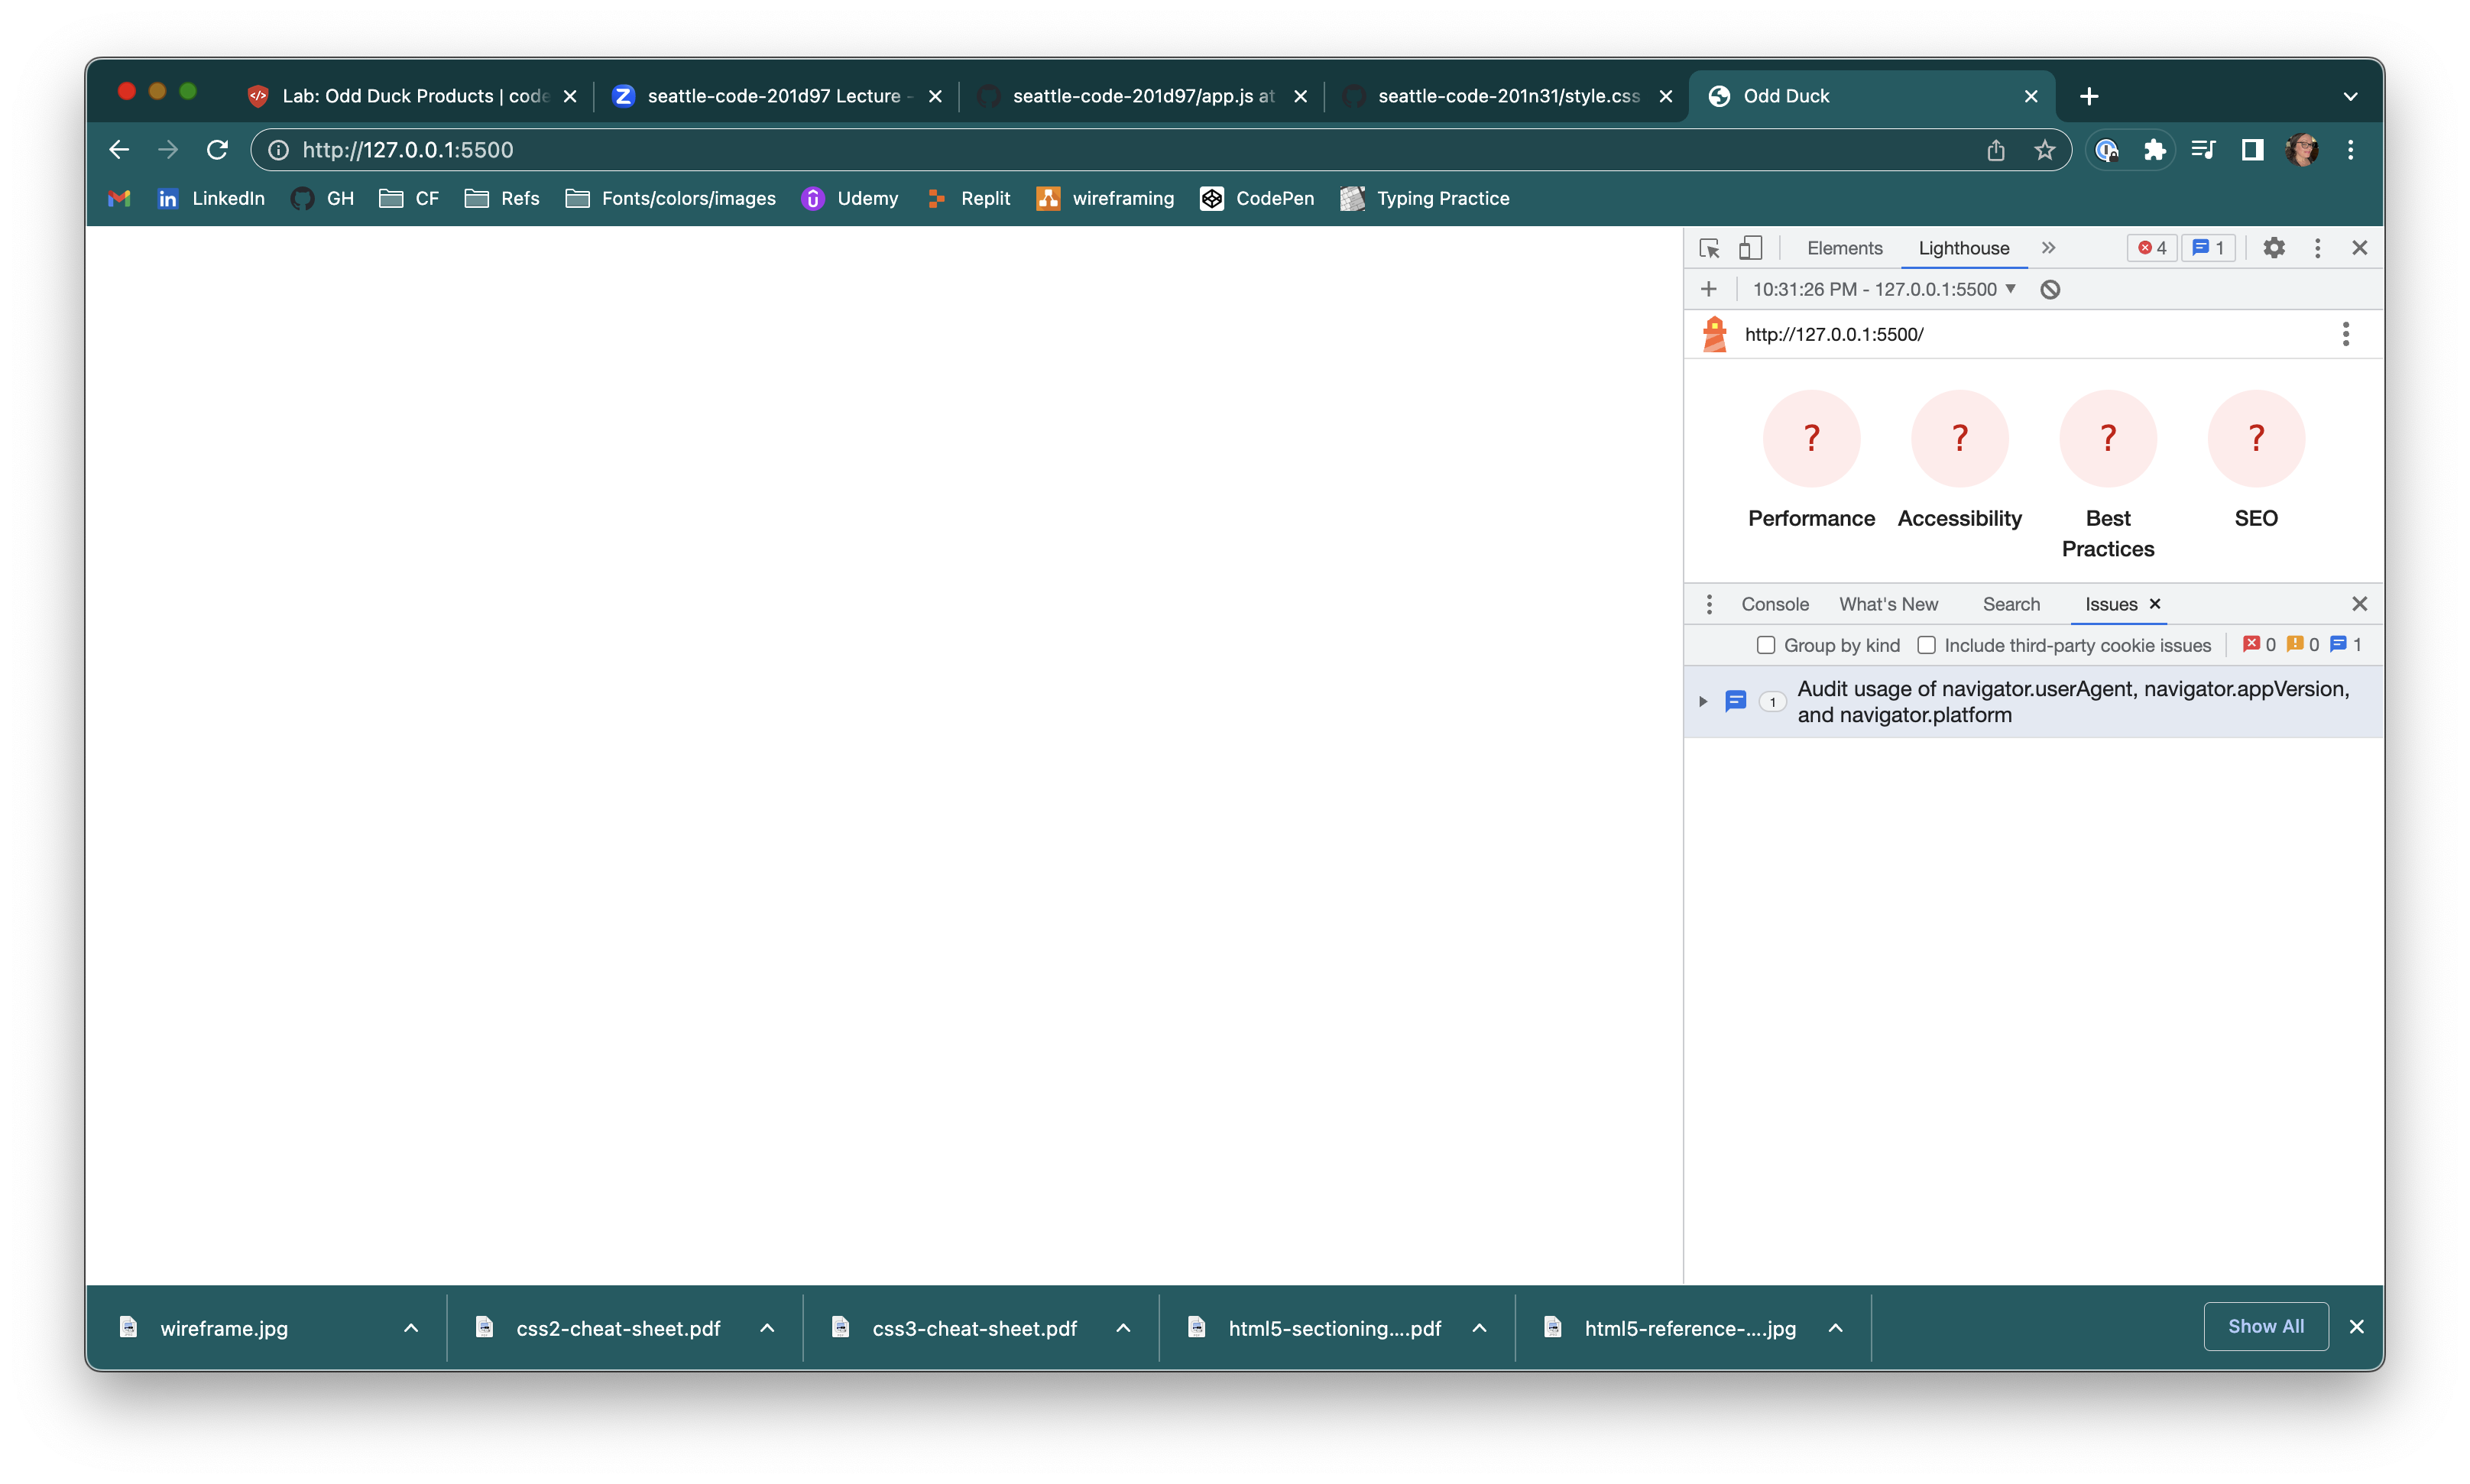 Lab: Odd Duck Products | code
seattle-code-201d97 Lecture -
seattle-code-201d97/app.js at
seattle-code-201n31/style.css
Odd Duck
http://127.0.0.1:5500
LinkedIn
GH
CF
Refs
Fonts/colors/images
Udemy
Replit
wireframing
CodePen
Typing Practice
Elements
Lighthouse
4
1
10:31:26 PM - 127.0.0.1:5500
http://127.0.0.1:5500/
?
?
?
?
Performance
Accessibility
Best
Practices
SEO
Console
What's New
Search
Issues
Group by kind
Include third-party cookie issues
0
0
1
1
Audit usage of navigator.userAgent, navigator.appVersion,
and navigator.platform
wireframe.jpg
css2-cheat-sheet.pdf
css3-cheat-sheet.pdf
html5-sectioning....pdf
html5-reference-....jpg
Show All